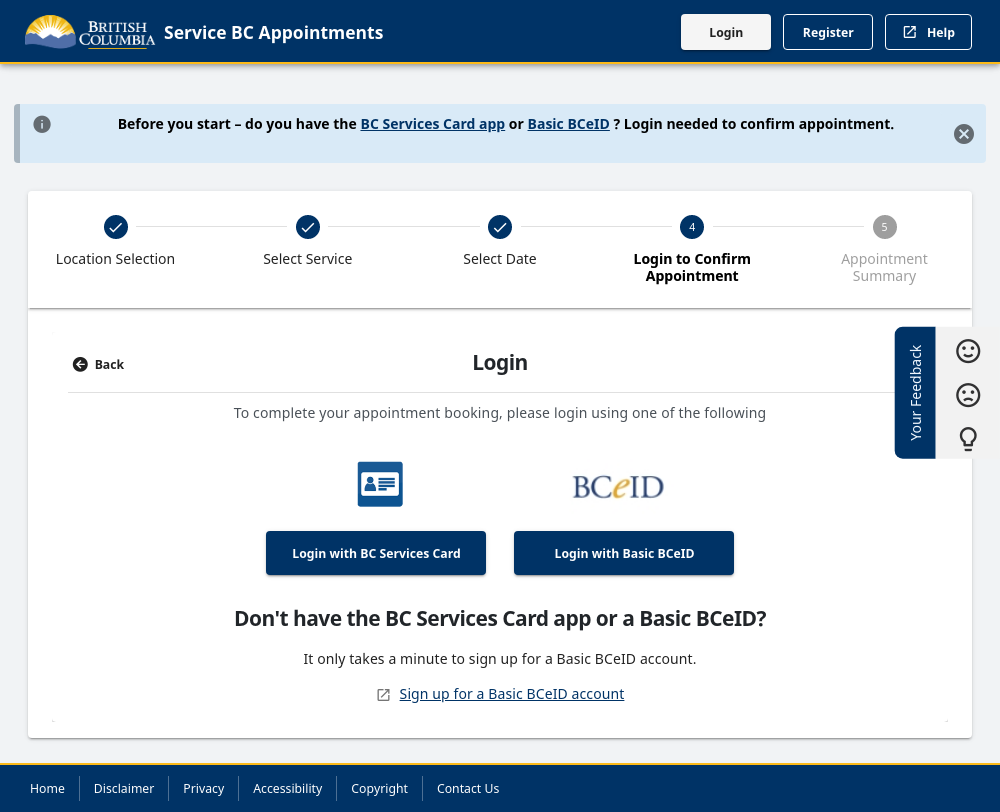 BRITISH
COLUMBIA
Service BC Appointments
Login
Register
Help
Before you start – do you have the BC Services Card app or Basic BCeID ? Login needed to confirm appointment.
Location Selection
Select Service
Select Date
4
Login to Confirm
Appointment
5
Appointment
Summary
Back
Login
Your Feedback
To complete your appointment booking, please login using one of the following
BCeID
Login with BC Services Card
Login with Basic BCeID
Don't have the BC Services Card app or a Basic BCeID?
It only takes a minute to sign up for a Basic BCeID account.
Sign up for a Basic BCeID account
Home
Disclaimer
Privacy
Accessibility
Copyright
Contact Us